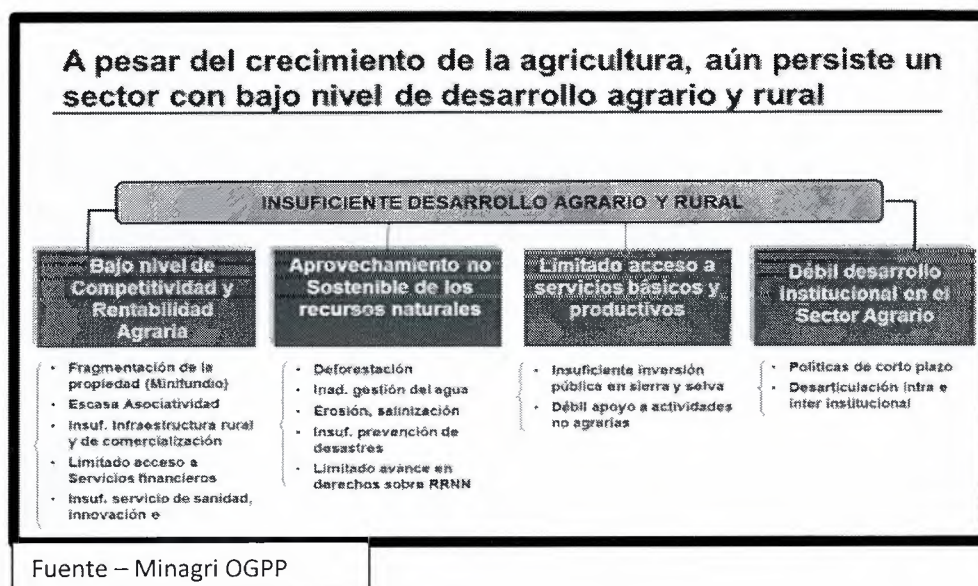 A pesar del crecimiento de la agricultura, aún persiste un
sector con bajo nivel de desarrollo agrario y rural
INSUFICIENTE DESARROLLO AGRARIO Y RURAL
Bajo nivel de
Competitividad y
Rentabilidad
Agraria
• Fragmentación de la
propiedad (Minifundio)
• Escasa Asociatividad
• Insuf. Infraestructura rural
y de comercialización
• Limitado acceso a
Servicios financieros
• Insuf. servicio de sanidad,
innovación e
Aprovechamiento no
Sostenible de los
recursos naturales
• Deforestación
• Inad. gestión del agua
• Erosión, salinización
• Insuf. prevención de
desastres
• Limitado avance en
derechos sobre RRNN
Limitado acceso a
servicios básicos y
productivos
• Insuficiente inversión
pública en sierra y selva
• Débil apoyo a actividades
no agrarias
Débil desarrollo
Institucional en el
Sector Agrario
• Políticas de corto plazo
• Desarticulación intra e
inter institucional
Fuente – Minagri OGPP